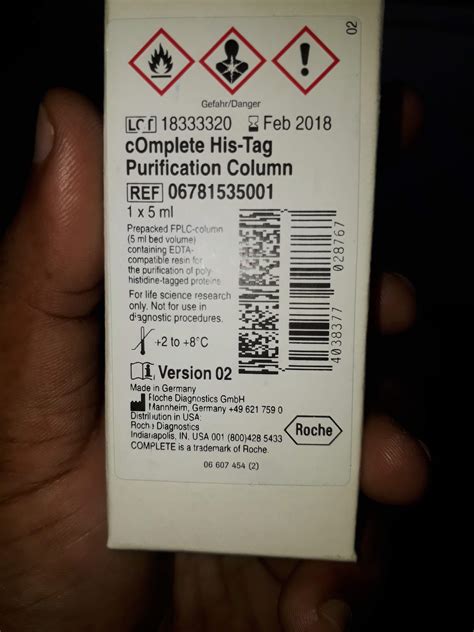 02
Gefahr/Danger
LOT 18333320 Feb 2018
cOmplete His-Tag
Purification Column
REF 06781535001
1 x 5 ml
Prepacked FPLC-column
(5 ml bed volume)
containing EDTA-
compatible resin for
the purification of poly-
histidine-tagged proteins
For life science research
only. Not for use in
diagnostic procedures.
+2 to +8°C
Version 02
Made in Germany
Roche Diagnostics GmbH
Mannheim, Germany +49 621 759 0
Distribution in USA:
Roche Diagnostics
Indianapolis, IN. USA 001 (800)428 5433
COMPLETE is a trademark of Roche.
06 607 454 (2)
4038377 028767
Roche